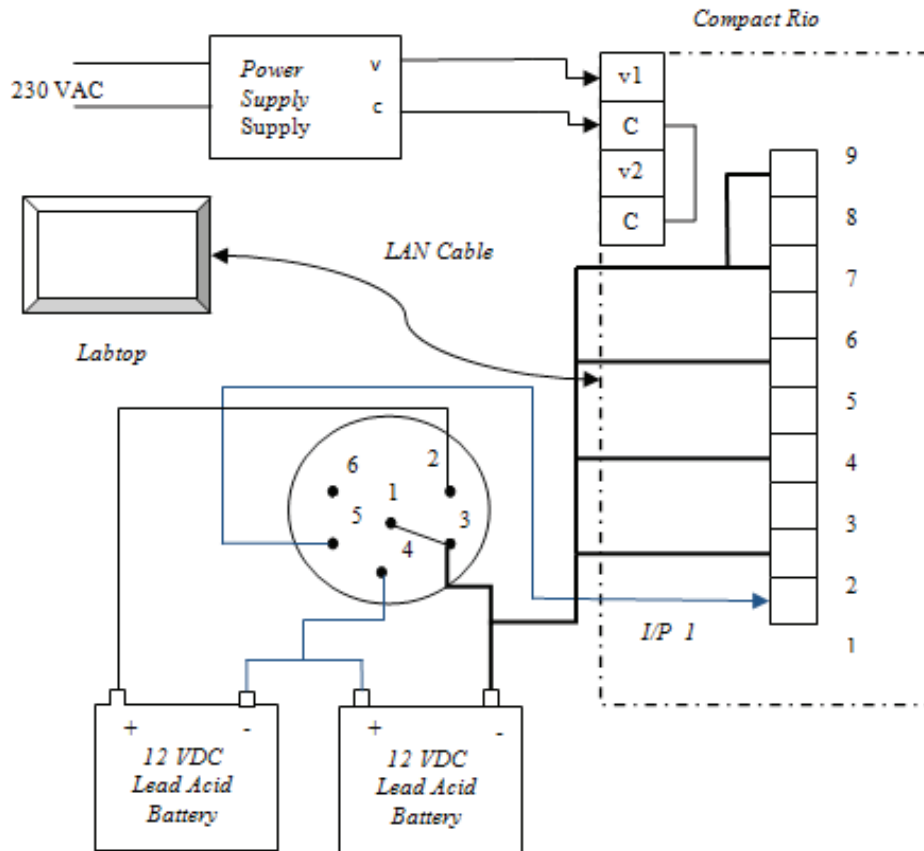 Compact Rio
230 VAC
Power
Supply
Supply
v
c
v1
C
v2
C
9
8
7
6
5
4
3
2
1
LAN Cable
Labtop
6
2
1
5
3
4
I/P 1
+ -
12 VDC
Lead Acid
Battery
+ -
12 VDC
Lead Acid
Battery